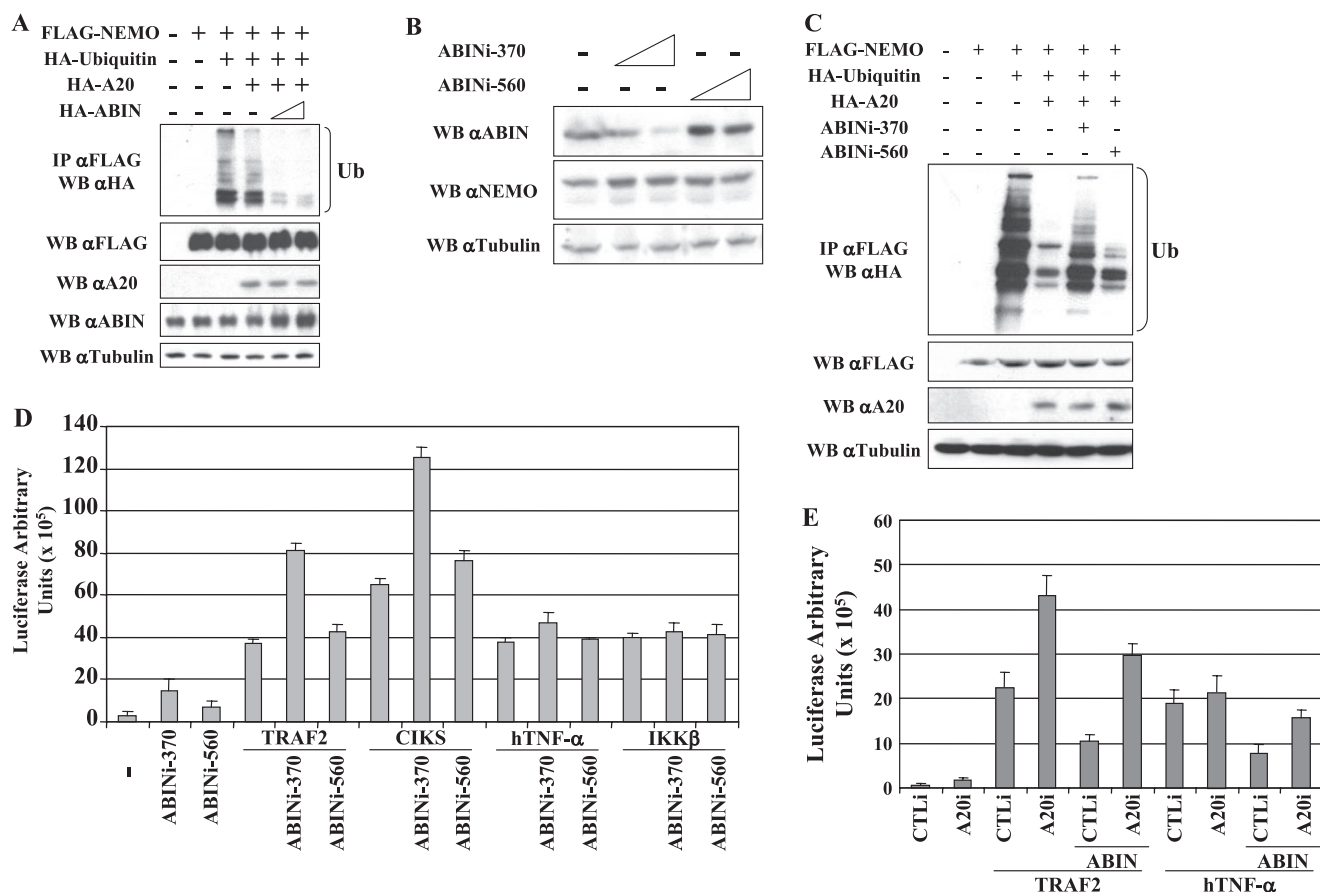 A
FLAG-NEMO - + + + + +
HA-Ubiquitin - - + + + +
HA-A20 - - - + + +
HA-ABIN - - - -
IP αFLAG
WB αHA
Ub
WB αFLAG
WB αA20
WB αABIN
WB αTubulin
B
ABINi-370 - - -
ABINi-560 - - -
WB αABIN
WB αNEMO
WB αTubulin
C
FLAG-NEMO - + + + + +
HA-Ubiquitin - - + + + +
HA-A20 - - - + + +
ABINi-370 - - - - + -
ABINi-560 - - - - - +
IP αFLAG
WB αHA
Ub
WB αFLAG
WB αA20
WB αTubulin
D
Luciferase Arbitrary
Units (x 10⁵)
140
120
100
80
60
40
20
0
-
ABINi-370
ABINi-560
TRAF2
ABINi-370
ABINi-560
CIKS
ABINi-370
ABINi-560
hTNF-α
ABINi-370
ABINi-560
IKKβ
ABINi-370
ABINi-560
E
Luciferase Arbitrary
Units (x 10⁵)
60
50
40
30
20
10
0
CTLi
A20i
CTLi
A20i
CTLi
A20i
CTLi
A20i
CTLi
A20i
ABIN
ABIN
TRAF2
hTNF-α